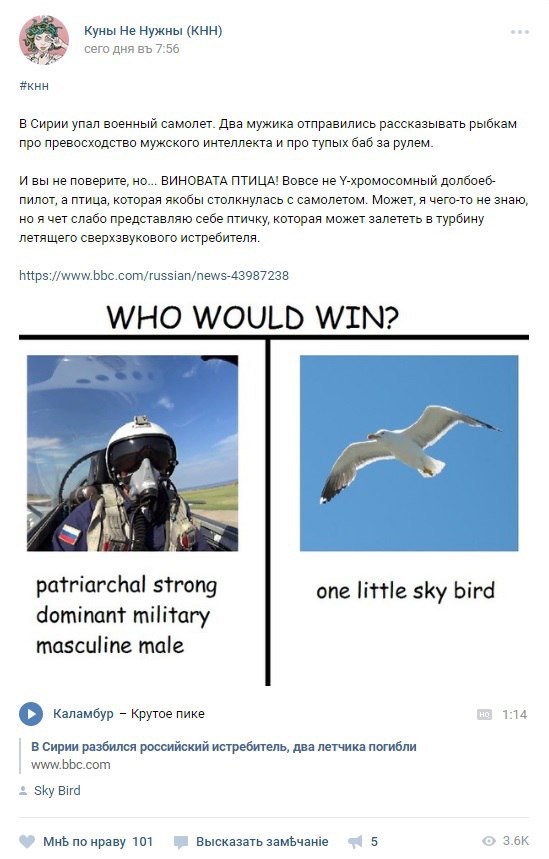 Куны Не Нужны (КНН)
сего дня въ 7:56
#кнн
В Сирии упал военный самолет. Два мужика отправились рассказывать рыбкам
про превосходство мужского интеллекта и про тупых баб за рулем.
И вы не поверите, но... ВИНОВАТА ПТИЦА! Вовсе не Y-хромосомный долбоеб-
пилот, а птица, которая якобы столкнулась с самолетом. Может, я чего-то не знаю,
но я чет слабо представляю себе птичку, которая может залететь в турбину
летящего сверхзвукового истребителя.
https://www.bbc.com/russian/news-43987238
WHO WOULD WIN?
patriarchal strong
dominant military
masculine male
one little sky bird
Каламбур – Крутое пике
HQ 1:14
В Сирии разбился российский истребитель, два летчика погибли
www.bbc.com
Sky Bird
Мнѣ по нраву 101 Высказать замѣчаніе 5 3.6K